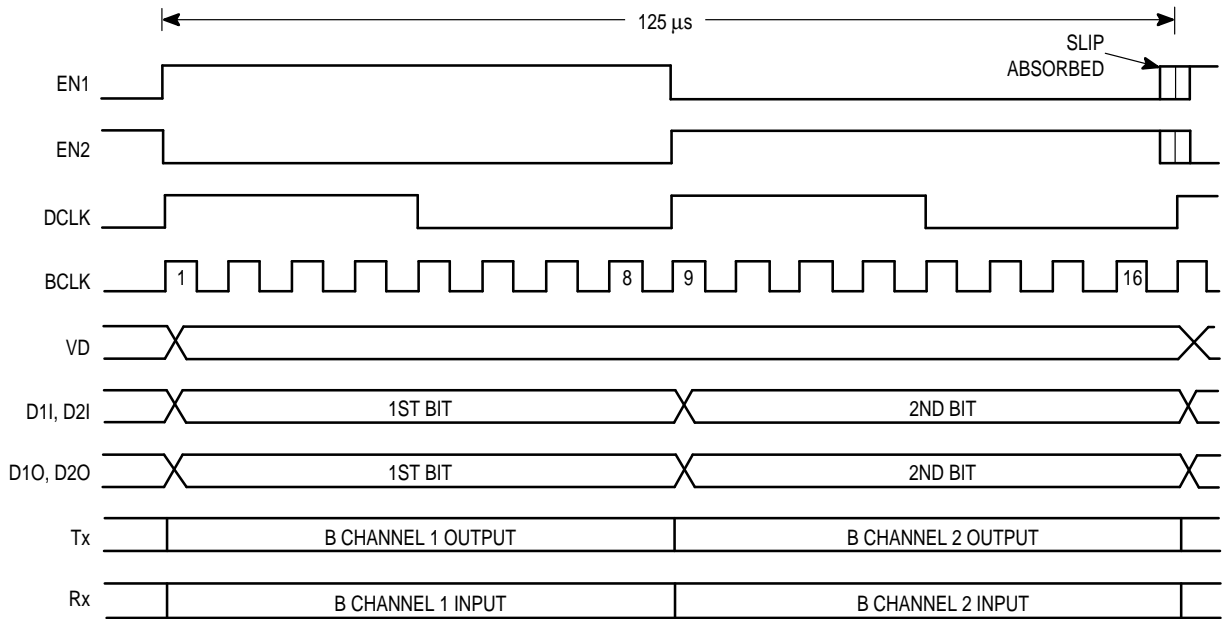 125 μs
SLIP
ABSORBED
EN1
EN2
DCLK
BCLK
1
8
9
16
VD
D1I, D2I
1ST BIT
2ND BIT
D1O, D2O
1ST BIT
2ND BIT
Tx
B CHANNEL 1 OUTPUT
B CHANNEL 2 OUTPUT
Rx
B CHANNEL 1 INPUT
B CHANNEL 2 INPUT